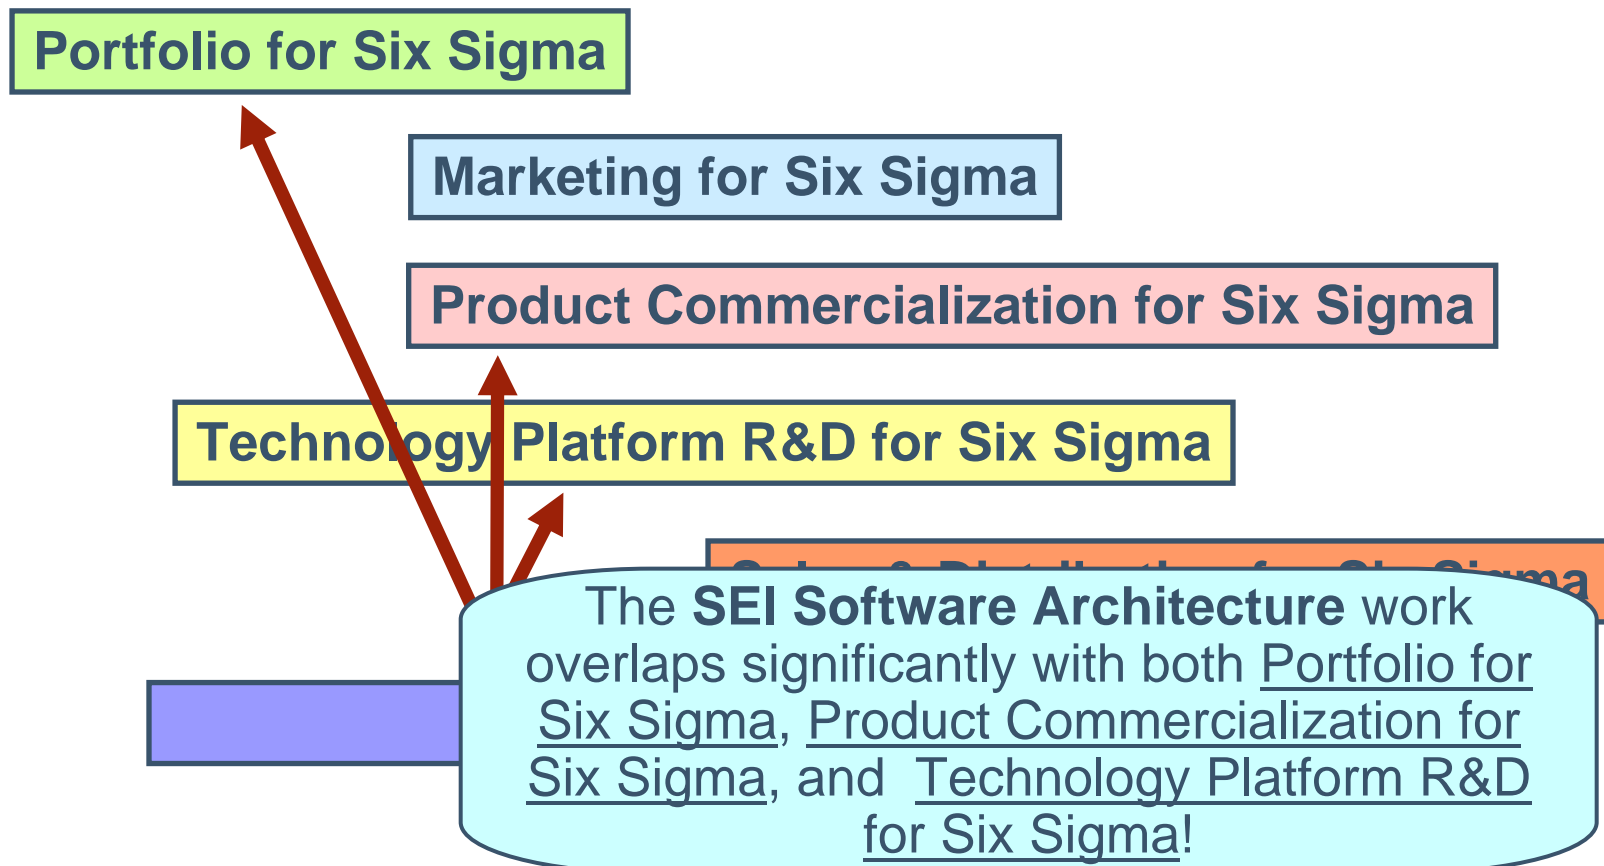 Portfolio for Six Sigma
Marketing for Six Sigma
Product Commercialization for Six Sigma
Technology Platform R&D for Six Sigma
The SEI Software Architecture work
overlaps significantly with both Portfolio for
Six Sigma, Product Commercialization for
Six Sigma, and Technology Platform R&D
for Six Sigma!